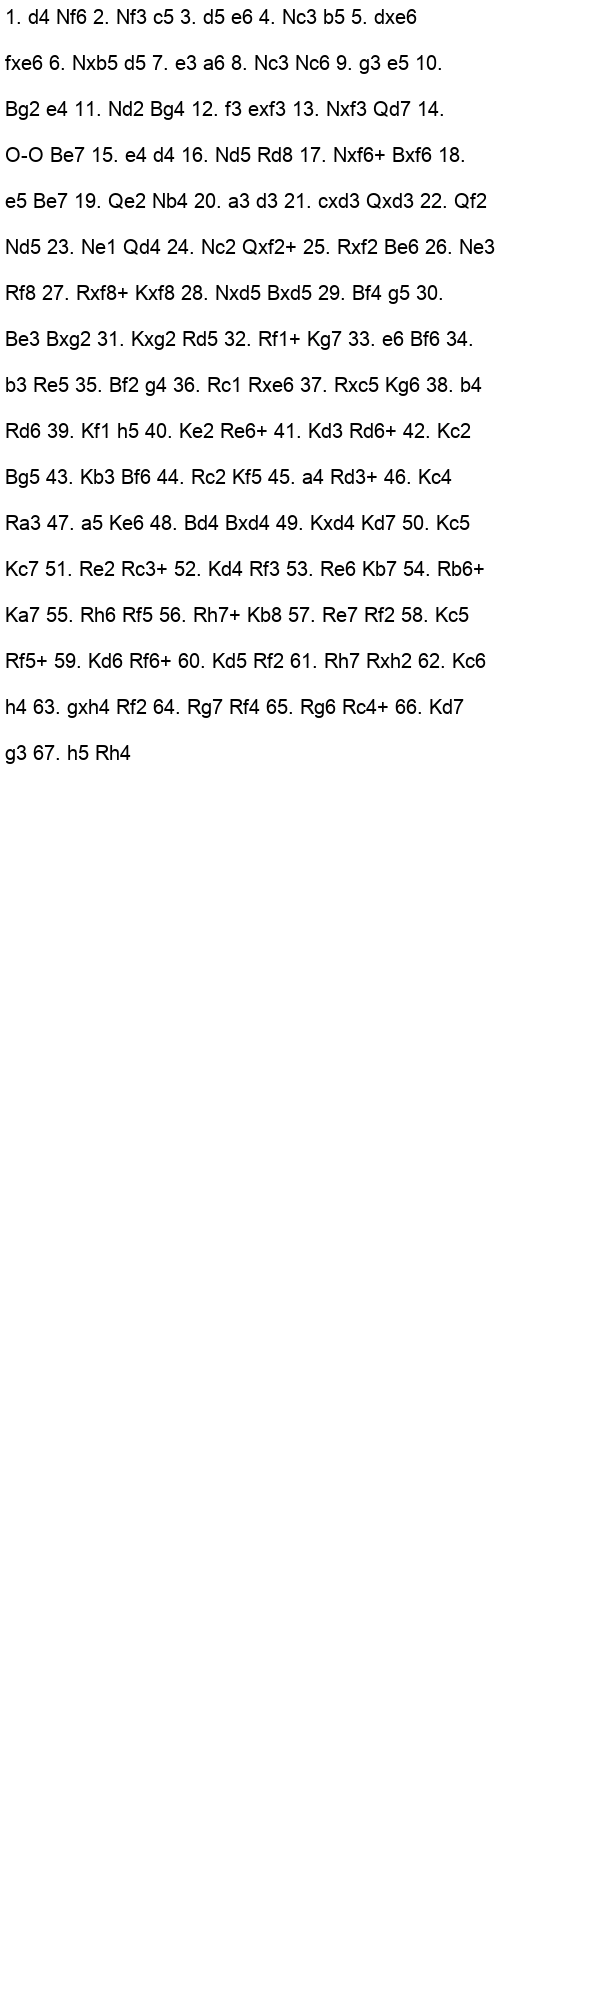 1. d4 Nf6 2. Nf3 c5 3. d5 e6 4. Nc3 b5 5. dxe6
fxe6 6. Nxb5 d5 7. e3 a6 8. Nc3 Nc6 9. g3 e5 10.
Bg2 e4 11. Nd2 Bg4 12. f3 exf3 13. Nxf3 Qd7 14.
O-O Be7 15. e4 d4 16. Nd5 Rd8 17. Nxf6+ Bxf6 18.
e5 Be7 19. Qe2 Nb4 20. a3 d3 21. cxd3 Qxd3 22. Qf2
Nd5 23. Ne1 Qd4 24. Nc2 Qxf2+ 25. Rxf2 Be6 26. Ne3
Rf8 27. Rxf8+ Kxf8 28. Nxd5 Bxd5 29. Bf4 g5 30.
Be3 Bxg2 31. Kxg2 Rd5 32. Rf1+ Kg7 33. e6 Bf6 34.
b3 Re5 35. Bf2 g4 36. Rc1 Rxe6 37. Rxc5 Kg6 38. b4
Rd6 39. Kf1 h5 40. Ke2 Re6+ 41. Kd3 Rd6+ 42. Kc2
Bg5 43. Kb3 Bf6 44. Rc2 Kf5 45. a4 Rd3+ 46. Kc4
Ra3 47. a5 Ke6 48. Bd4 Bxd4 49. Kxd4 Kd7 50. Kc5
Kc7 51. Re2 Rc3+ 52. Kd4 Rf3 53. Re6 Kb7 54. Rb6+
Ka7 55. Rh6 Rf5 56. Rh7+ Kb8 57. Re7 Rf2 58. Kc5
Rf5+ 59. Kd6 Rf6+ 60. Kd5 Rf2 61. Rh7 Rxh2 62. Kc6
h4 63. gxh4 Rf2 64. Rg7 Rf4 65. Rg6 Rc4+ 66. Kd7
g3 67. h5 Rh4